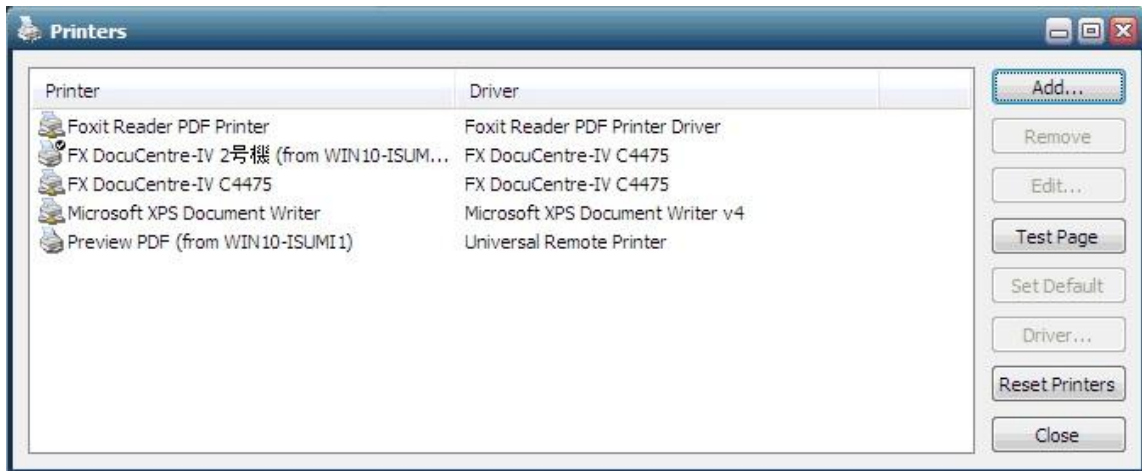 Printers
Printer Driver Add...
Foxit Reader PDF Printer Foxit Reader PDF Printer Driver
Remove
FX DocuCentre-IV 2号機 (from WIN10-ISUM... FX DocuCentre-IV C4475
FX DocuCentre-IV C4475 FX DocuCentre-IV C4475
Edit...
Microsoft XPS Document Writer Microsoft XPS Document Writer v4
Preview PDF (from WIN10-ISUMI1) Universal Remote Printer
Test Page
Set Default
Driver...
Reset Printers
Close